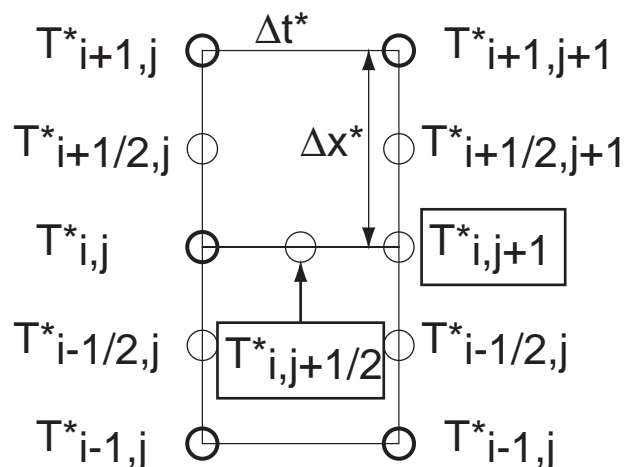 T*i+1,j
Δt*
T*i+1,j+1
T*i+1/2,j
Δx*
T*i+1/2,j+1
T*i,j
T*i,j+1
T*i-1/2,j
T*i,j+1/2
T*i-1/2,j
T*i-1,j
T*i-1,j